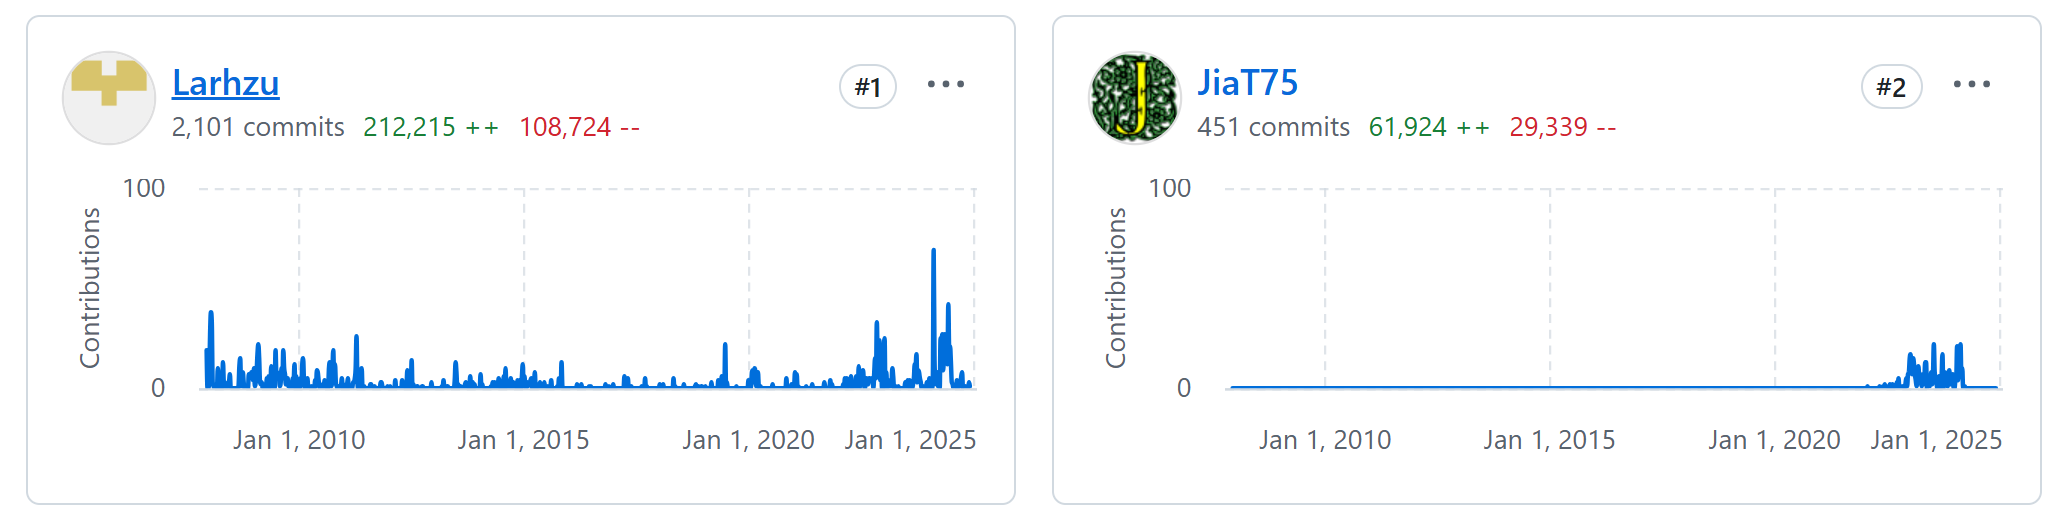 Larhzu
#1
2,101 commits 212,215 ++ 108,724 --
100
Contributions
0
Jan 1, 2010 Jan 1, 2015 Jan 1, 2020 Jan 1, 2025
J
JiaT75
#2
451 commits 61,924 ++ 29,339 --
100
Contributions
0
Jan 1, 2010 Jan 1, 2015 Jan 1, 2020 Jan 1, 2025